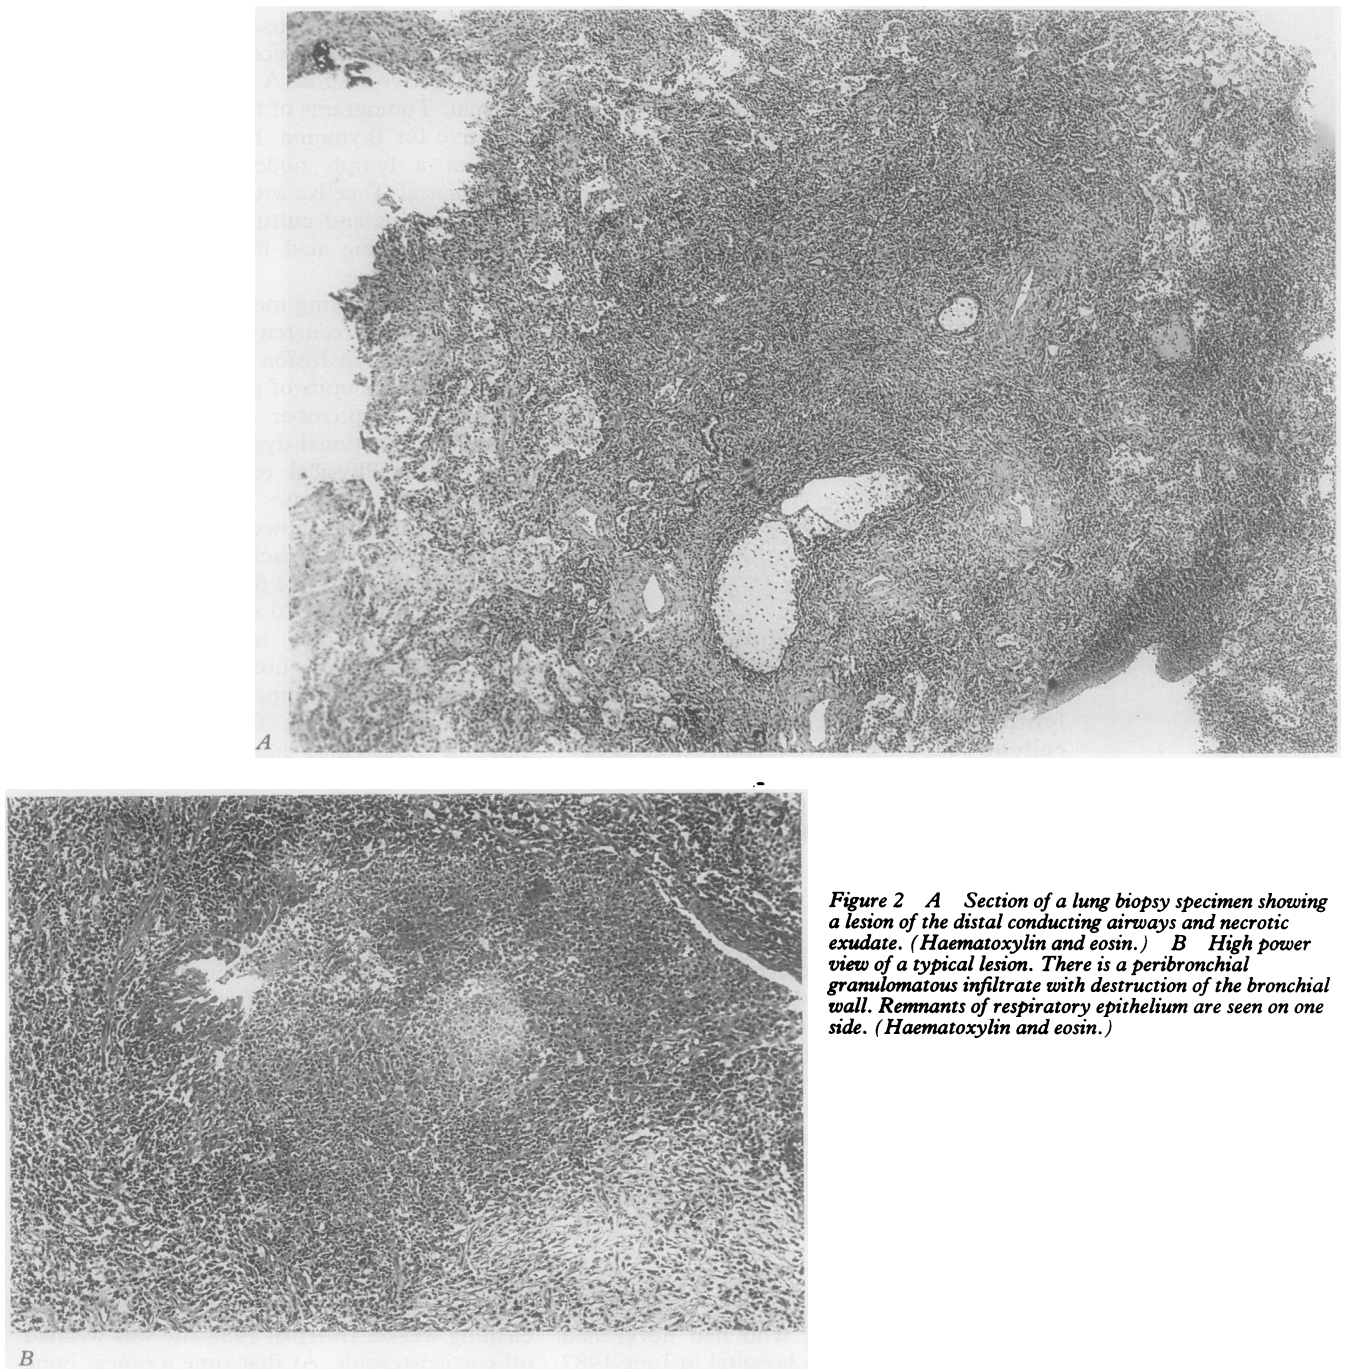 A
B
Figure 2 A Section of a lung biopsy specimen showing
a lesion of the distal conducting airways and necrotic
exudate. (Haematoxylin and eosin.) B High power
view of a typical lesion. There is a peribronchial
granulomatous infiltrate with destruction of the bronchial
wall. Remnants of respiratory epithelium are seen on one
side. (Haematoxylin and eosin.)